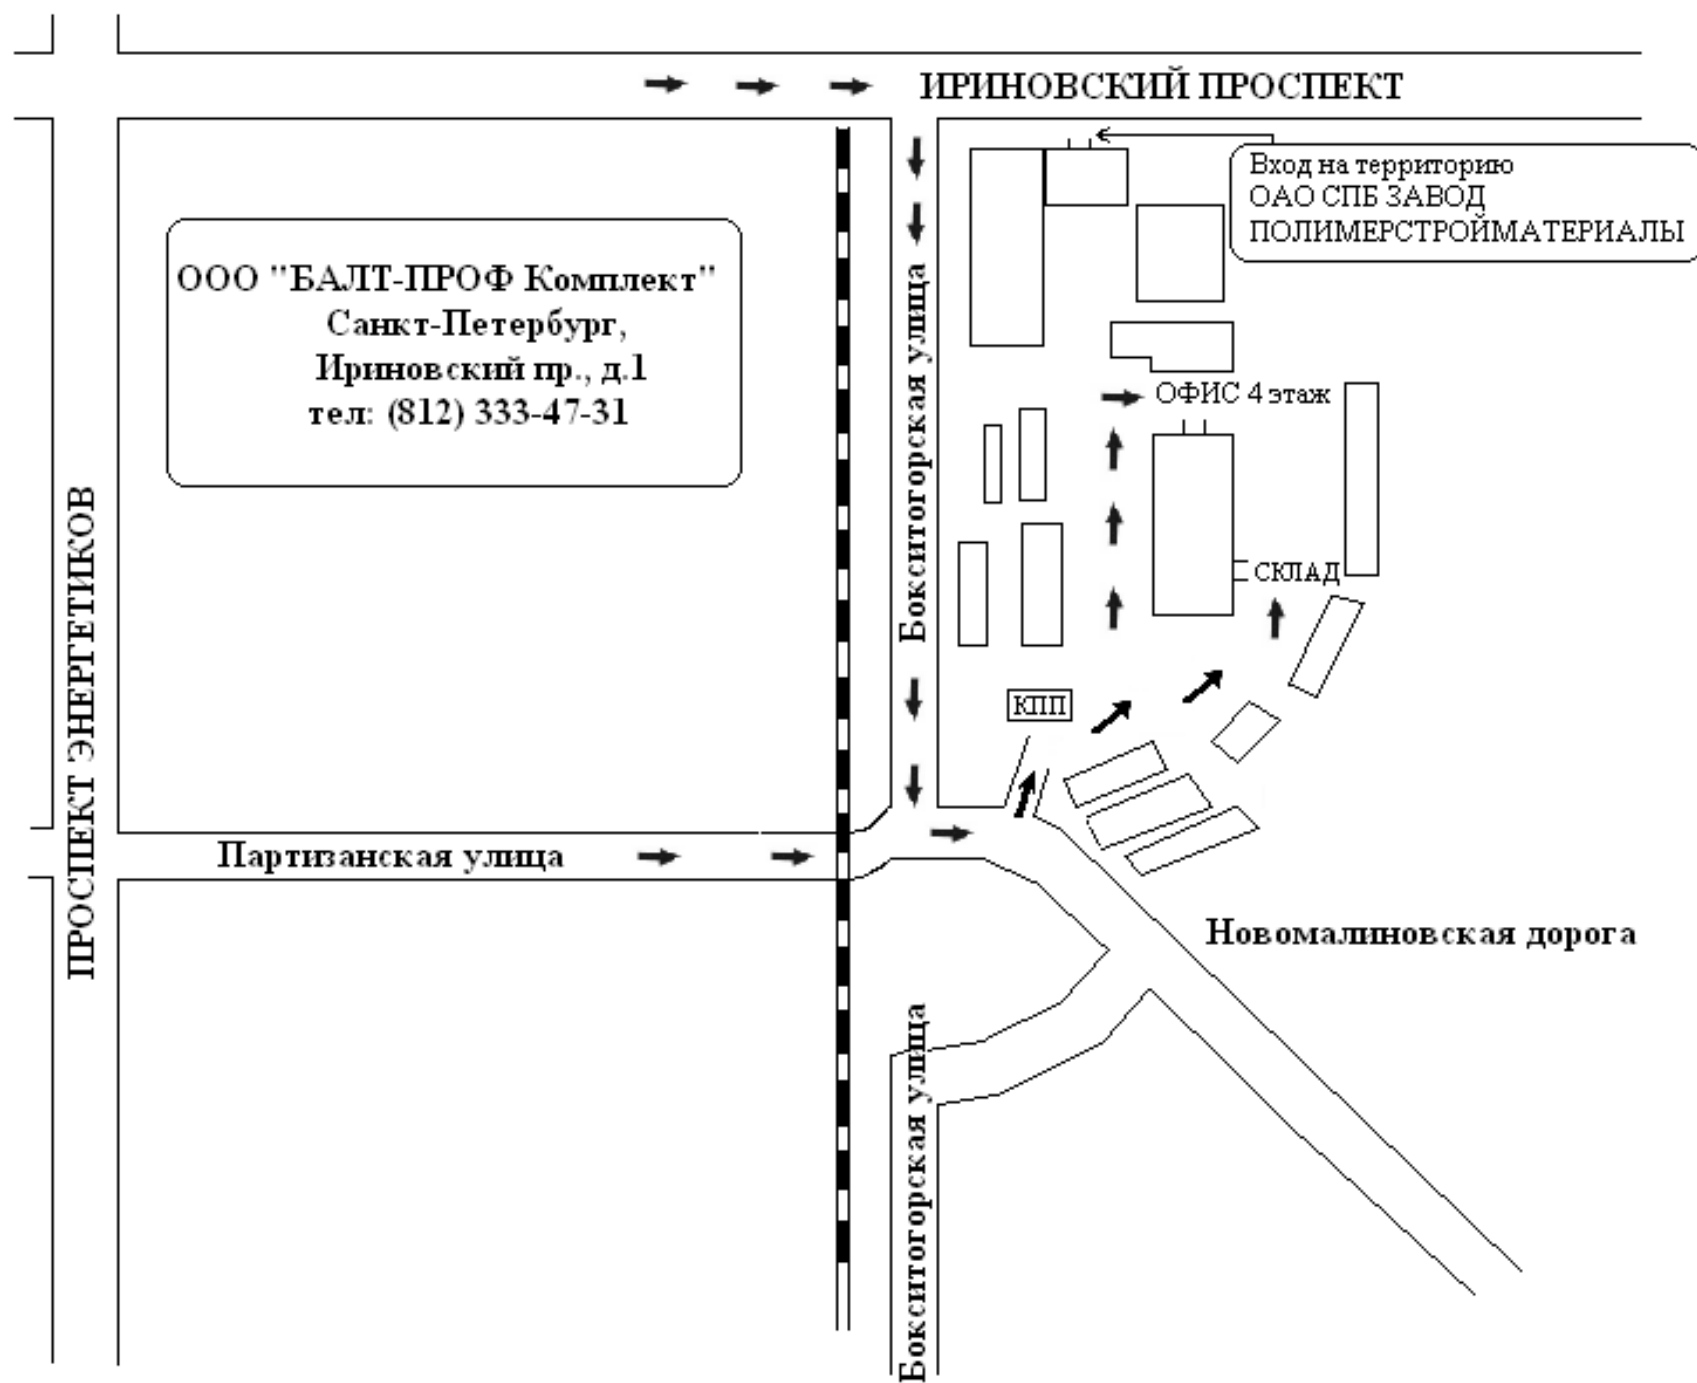 ИРИНОВСКИЙ ПРОСПЕКТ
Вход на территорию
ОАО СПБ ЗАВОД
ПОЛИМЕРСТРОЙМАТЕРИАЛЫ
ООО "БАЛТ-ПРОФ Комплект"
Санкт-Петербург,
Ириновский пр., д.1
тел: (812) 333-47-31
Бокситогорская улица
ОФИС 4 этаж
СКЛАД
КПП
ПРОСПЕКТ ЭНЕРГЕТИКОВ
Партизанская улица
Новомалиновская дорога
Бокситогорская улица